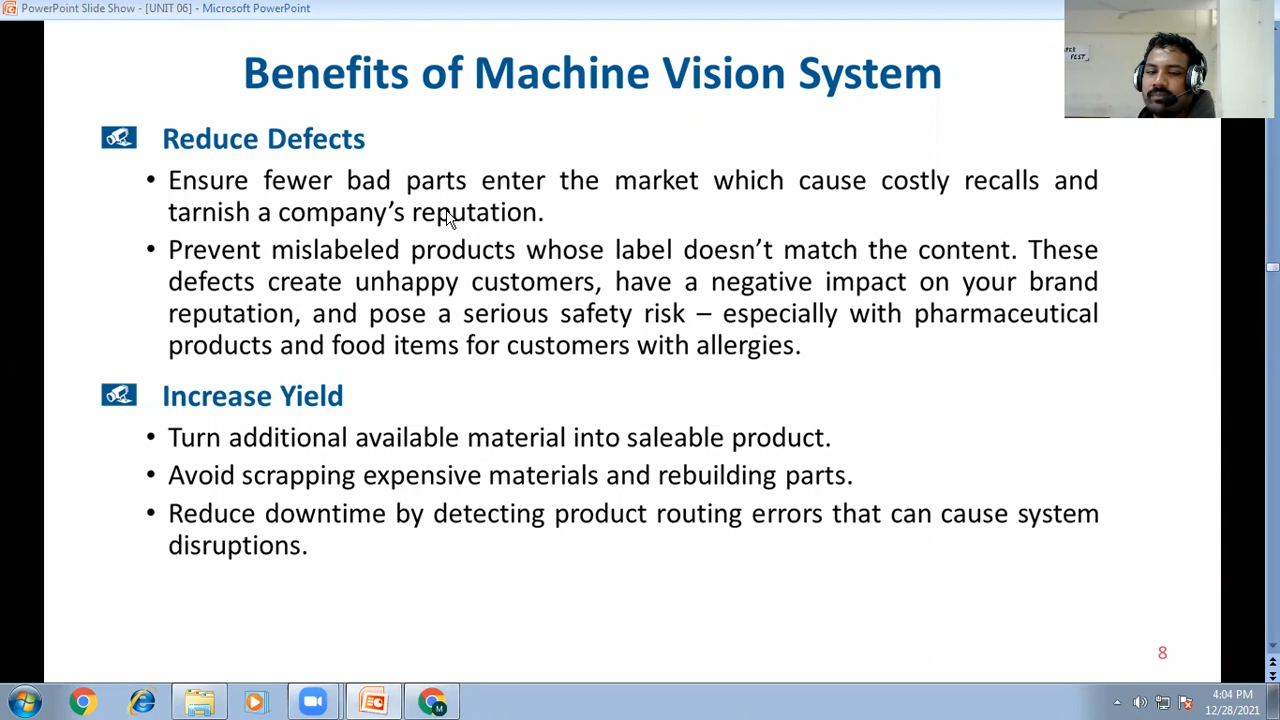 PowerPoint Slide Show - [UNIT 06] - Microsoft PowerPoint
Benefits of Machine Vision System
Reduce Defects
• Ensure fewer bad parts enter the market which cause costly recalls and
tarnish a company’s reputation.
• Prevent mislabeled products whose label doesn’t match the content. These
defects create unhappy customers, have a negative impact on your brand
reputation, and pose a serious safety risk – especially with pharmaceutical
products and food items for customers with allergies.
Increase Yield
• Turn additional available material into saleable product.
• Avoid scrapping expensive materials and rebuilding parts.
• Reduce downtime by detecting product routing errors that can cause system
disruptions.
8
M
4:04 PM
12/28/2021